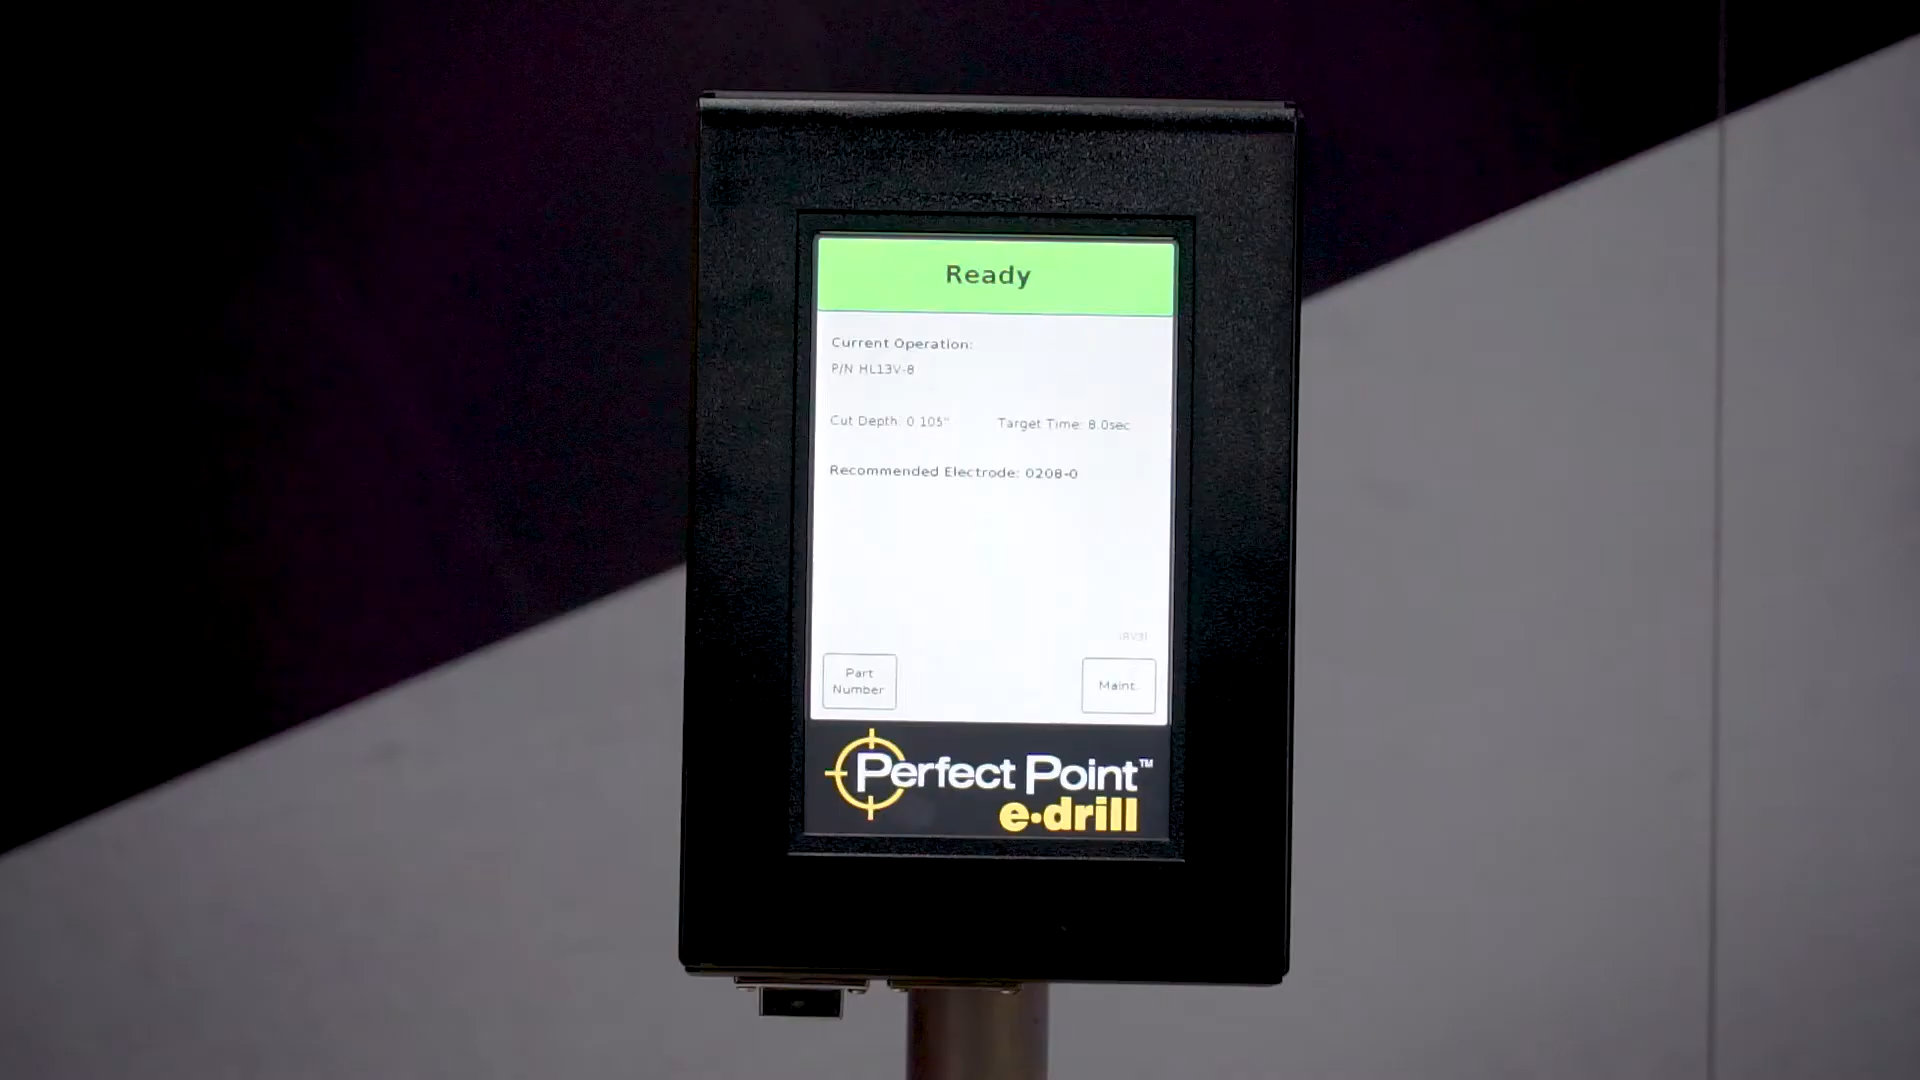 Ready
Current Operation:
P/N HL13V-8
Cut Depth: 0.105" Target Time: 8.0sec
Recommended Electrode: 0208-0
Part
Number
Maint.
Perfect Point™
e·drill